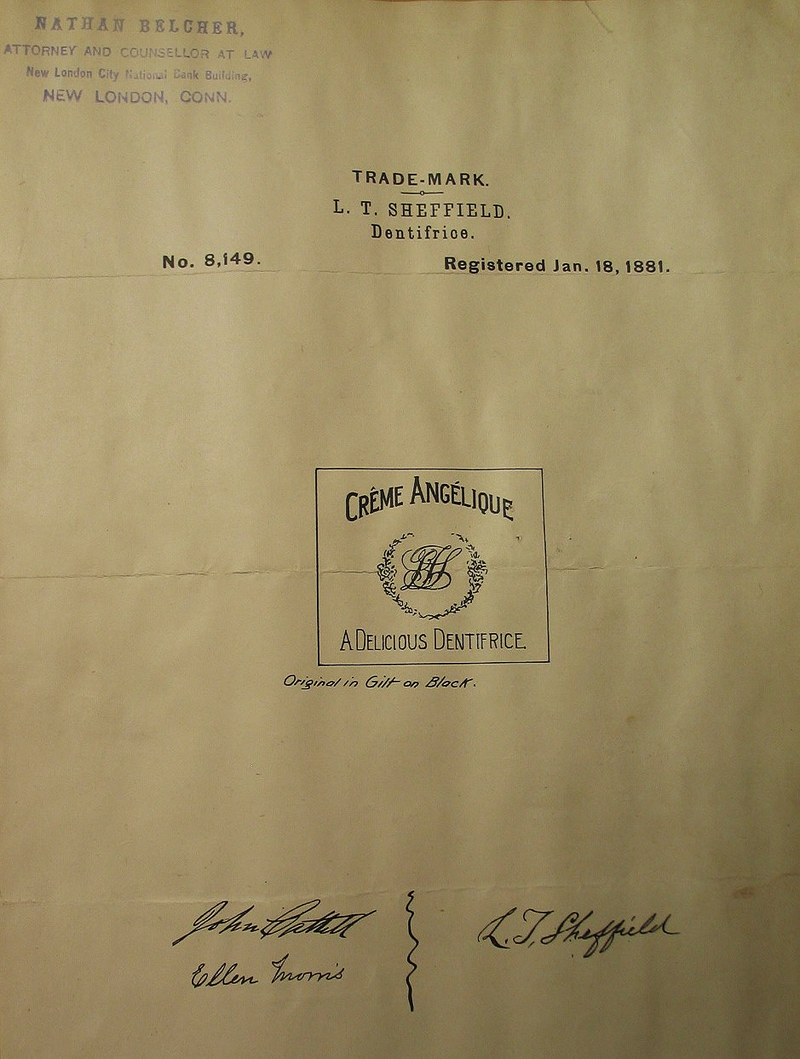 NATHAN BELCHER,
ATTORNEY AND COUNSELLOR AT LAW
New London City National Bank Building,
NEW LONDON, CONN.
TRADE-MARK.
L. T. SHEFFIELD.
Dentifrice.
No. 8,149.
Registered Jan. 18, 1881.
CRÊME ANGÉLIQUE
A DELICIOUS DENTIFRICE
Original in Gilt on Black.
John
L. T. Sheffield
Ellen Morris